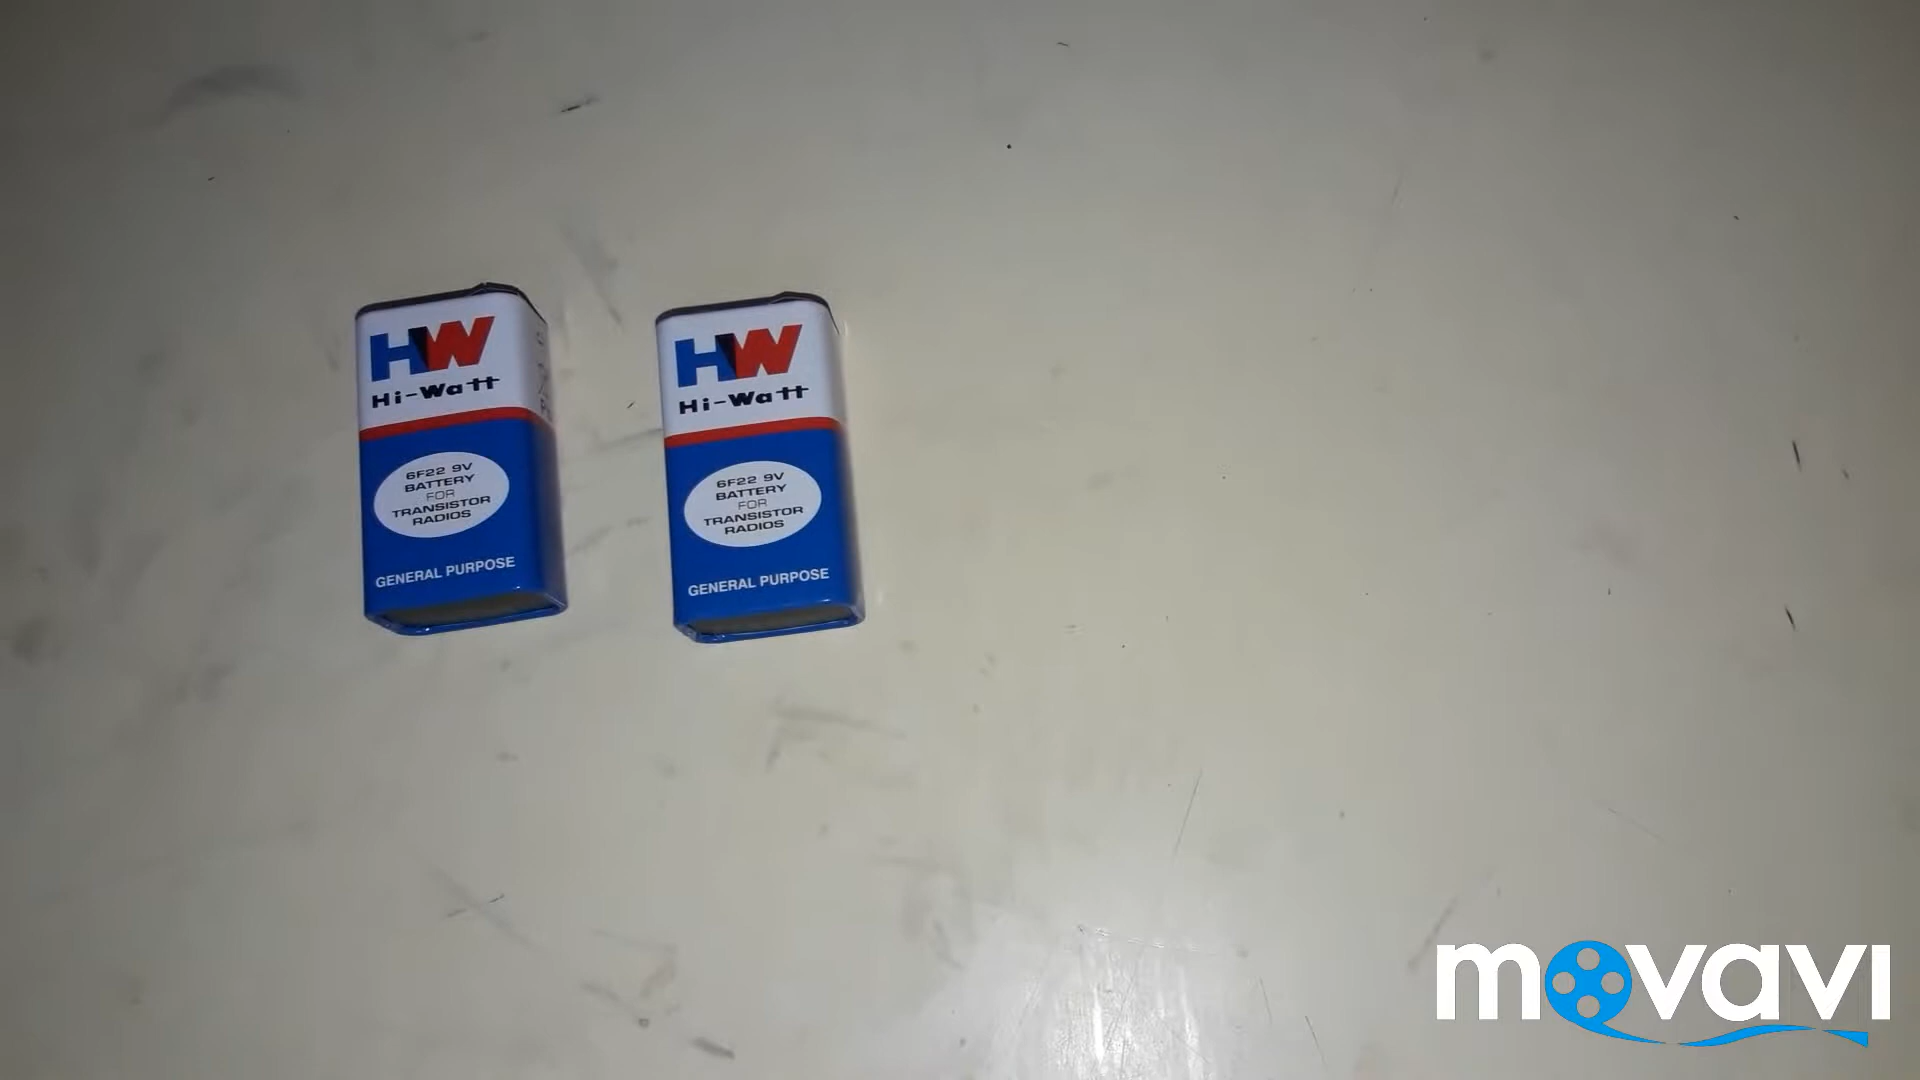 HW
Hi-Watt
6F22 9V
BATTERY
FOR
TRANSISTOR
RADIOS
GENERAL PURPOSE
HW
Hi-Watt
6F22 9V
BATTERY
FOR
TRANSISTOR
RADIOS
GENERAL PURPOSE
movavi